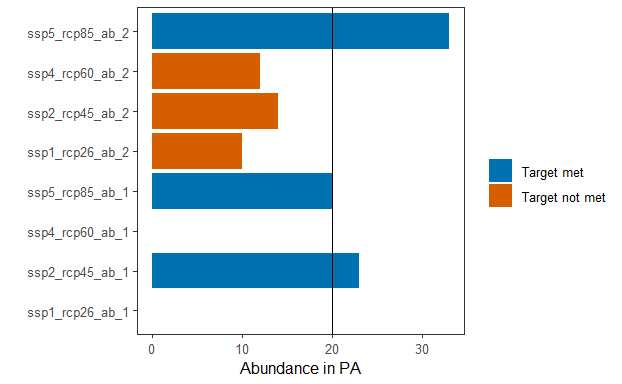 ssp5_rcp85_ab_2
ssp4_rcp60_ab_2
ssp2_rcp45_ab_2
ssp1_rcp26_ab_2
ssp5_rcp85_ab_1
ssp4_rcp60_ab_1
ssp2_rcp45_ab_1
ssp1_rcp26_ab_1
0 10 20 30
Abundance in PA
Target met
Target not met